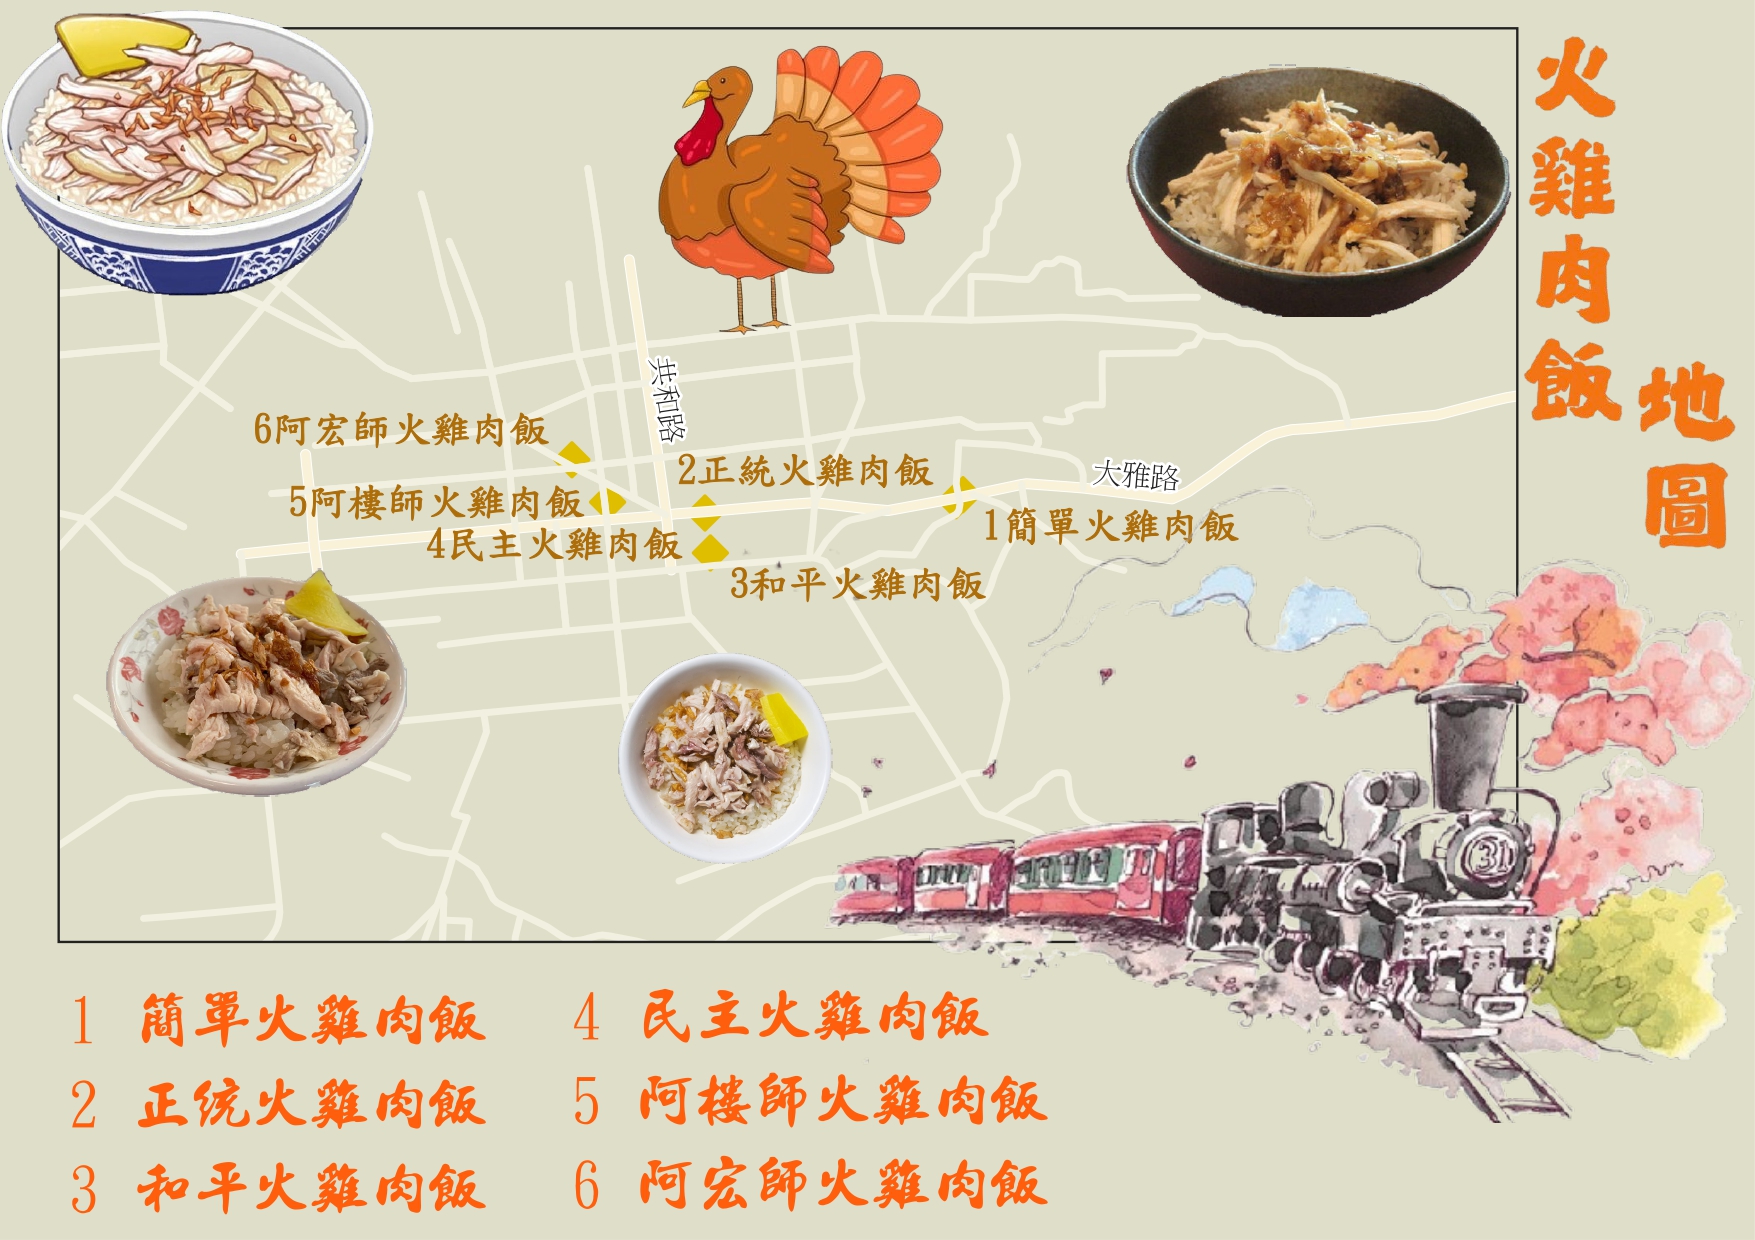 火雞肉飯
地圖
共和路
6阿宏師火雞肉飯
2正統火雞肉飯
大雅路
5阿樓師火雞肉飯
1簡單火雞肉飯
4民主火雞肉飯
3和平火雞肉飯
31
1 簡單火雞肉飯
2 正統火雞肉飯
3 和平火雞肉飯
4 民主火雞肉飯
5 阿樓師火雞肉飯
6 阿宏師火雞肉飯